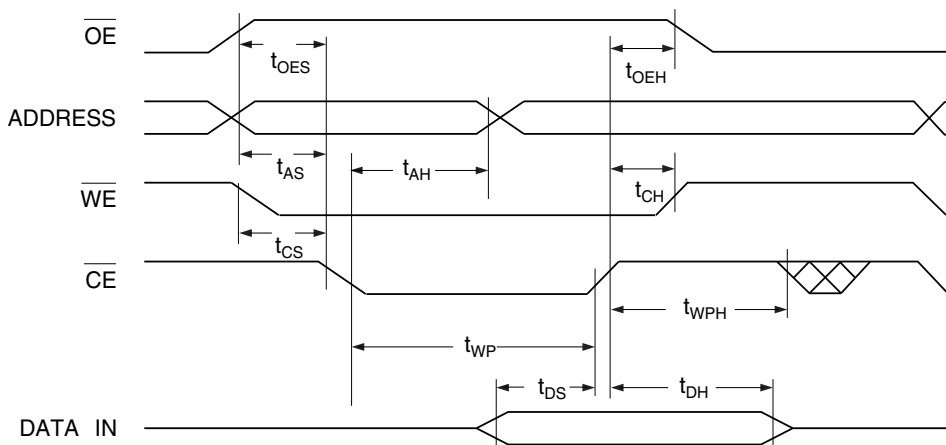 OE
tOES
tOEH
ADDRESS
tAS
tAH
tCH
WE
tCS
CE
tWPH
tWP
tDS
tDH
DATA IN